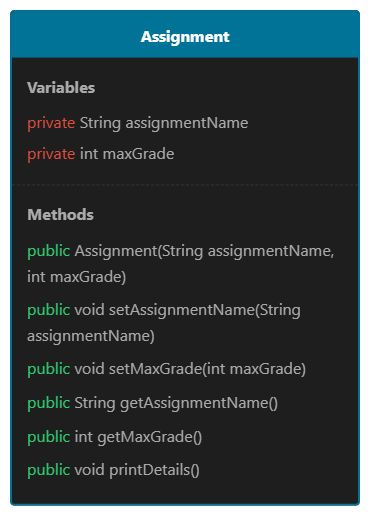 Assignment
Variables
private String assignmentName
private int maxGrade
Methods
public Assignment(String assignmentName,
int maxGrade)
public void setAssignmentName(String
assignmentName)
public void setMaxGrade(int maxGrade)
public String getAssignmentName()
public int getMaxGrade()
public void printDetails()